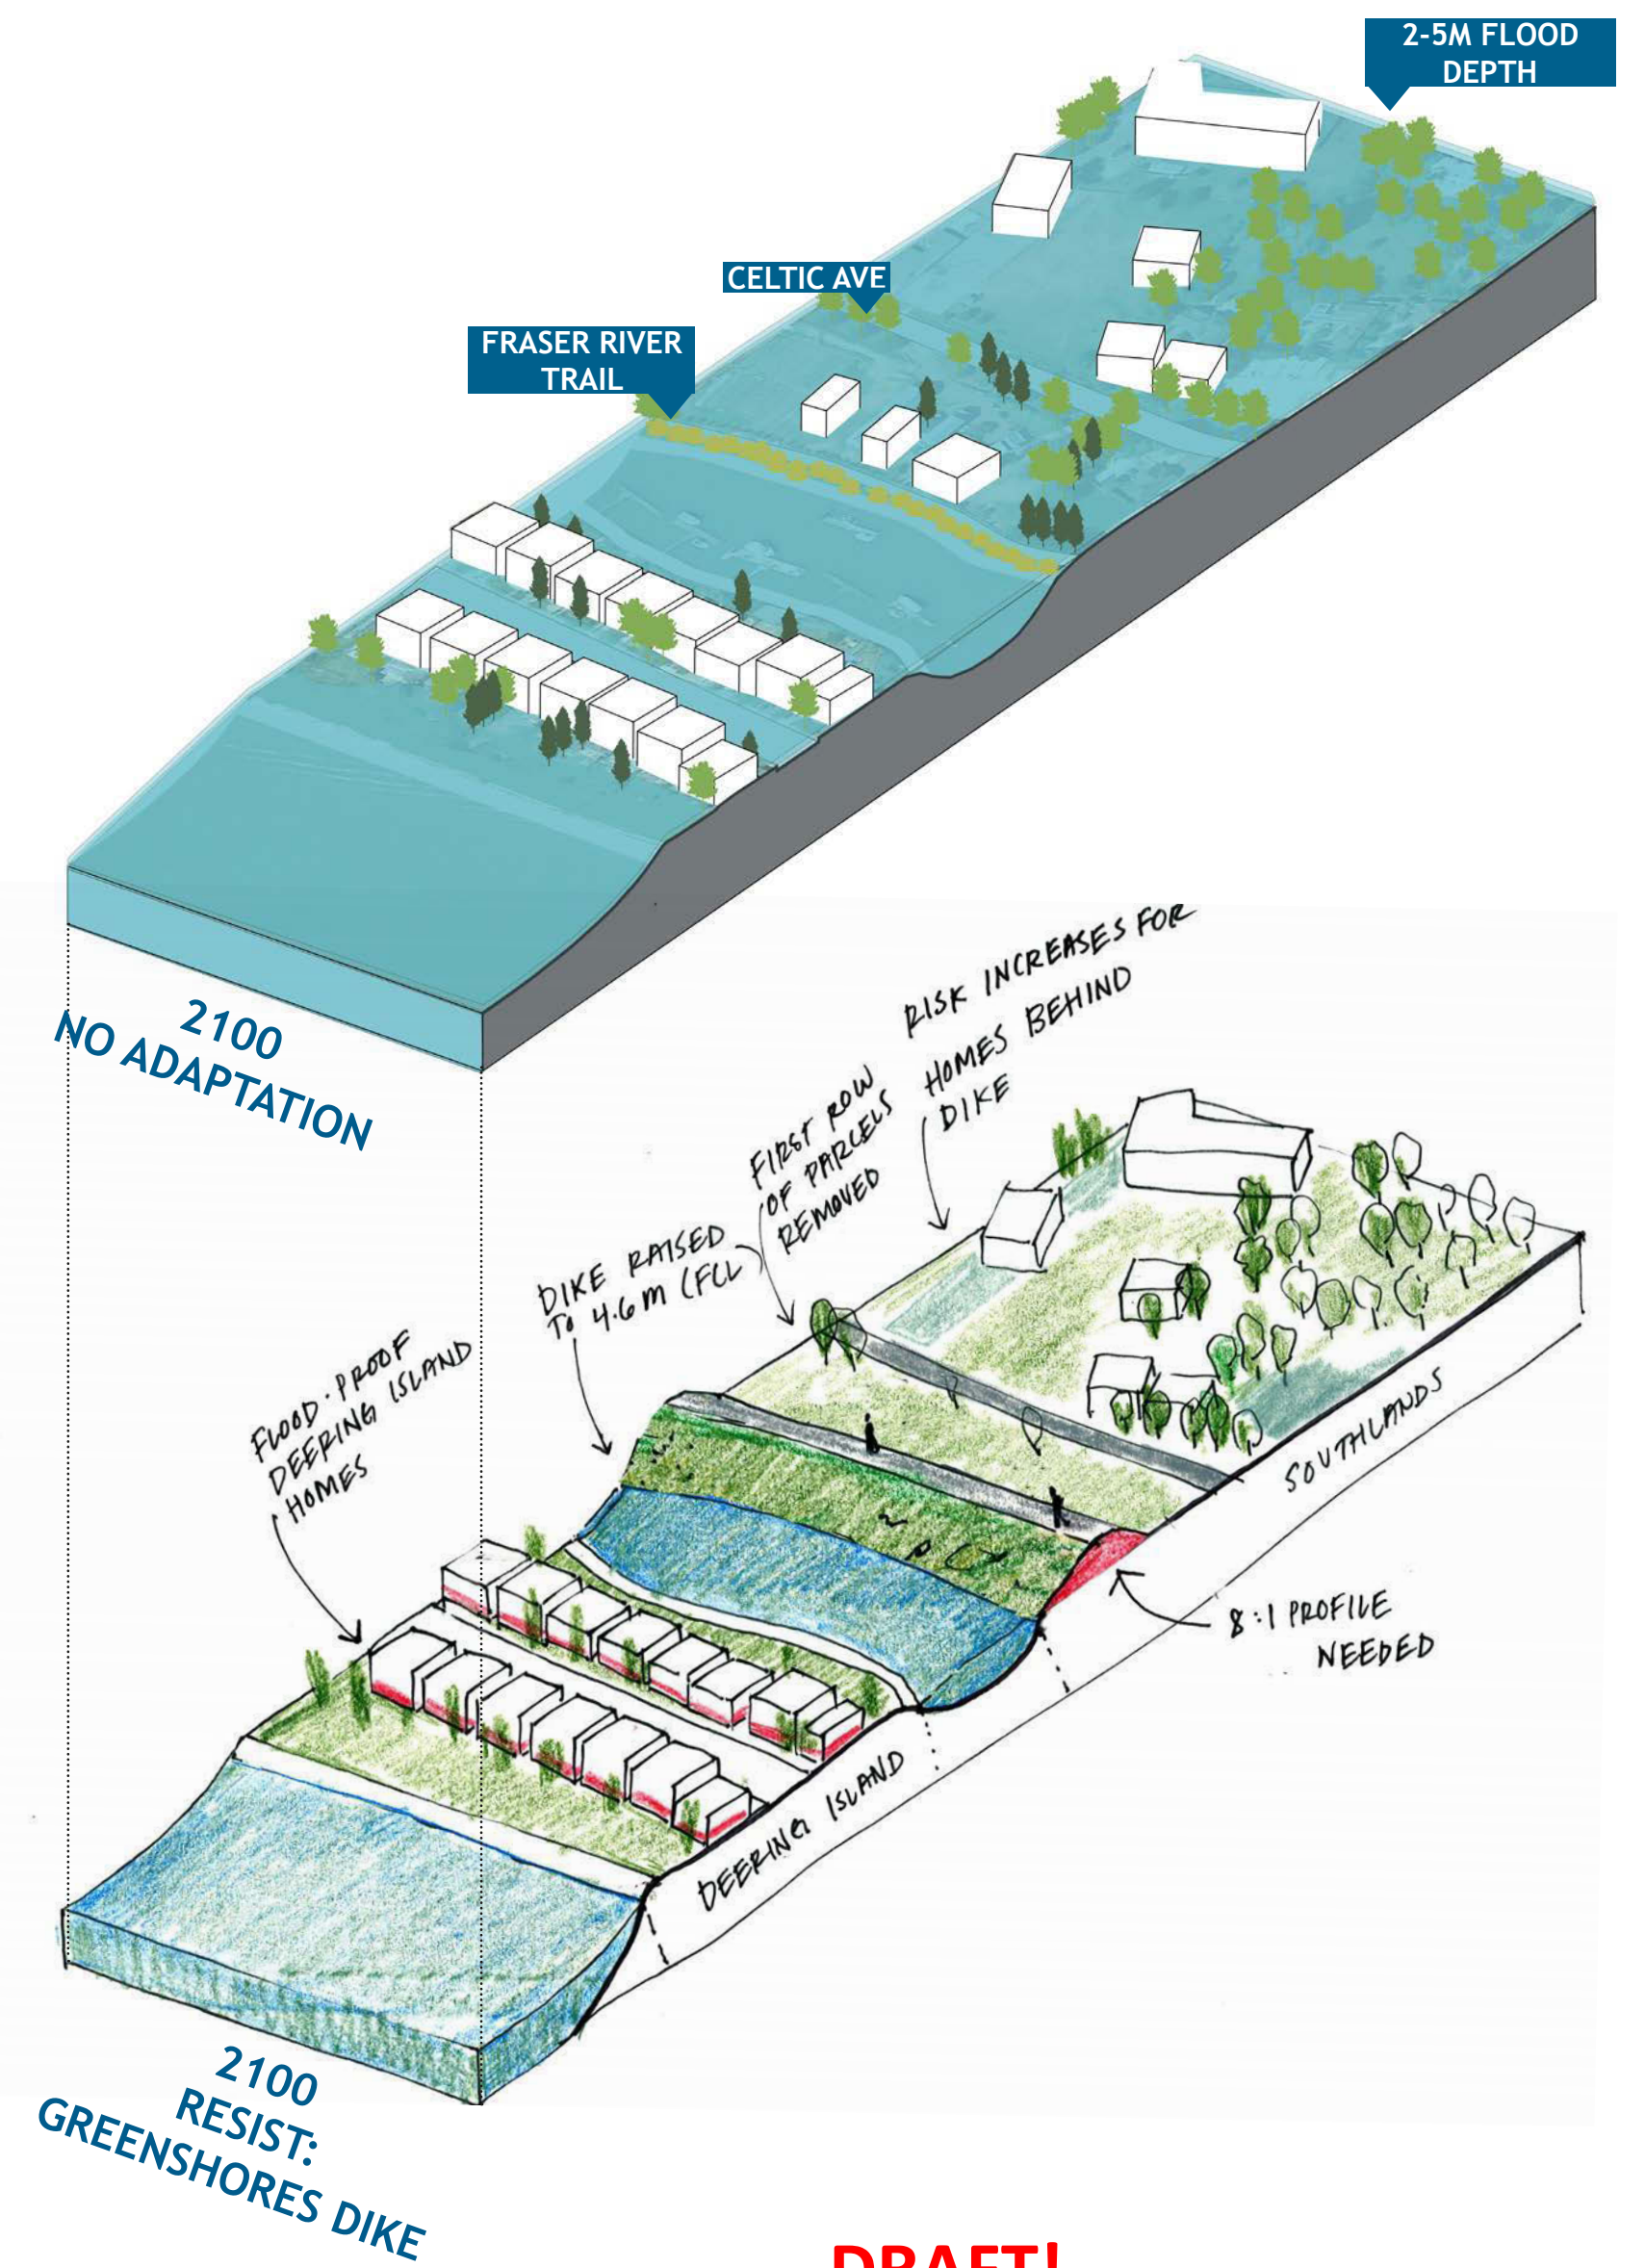 2-5M FLOOD
DEPTH
CELTIC AVE
FRASER RIVER
TRAIL
2100
NO ADAPTATION
RISK INCREASES FOR
HOMES BEHIND
DIKE
FIRST ROW
OF PARCELS
REMOVED
DIKE RAISED
TO 4.6 M (FCL
FLOOD-PROOF
DEERING ISLAND
HOMES
SOUTHLANDS
8:1 PROFILE
NEEDED
DEERING ISLAND
2100
RESIST:
GREENSHORES DIKE
DRAFT!